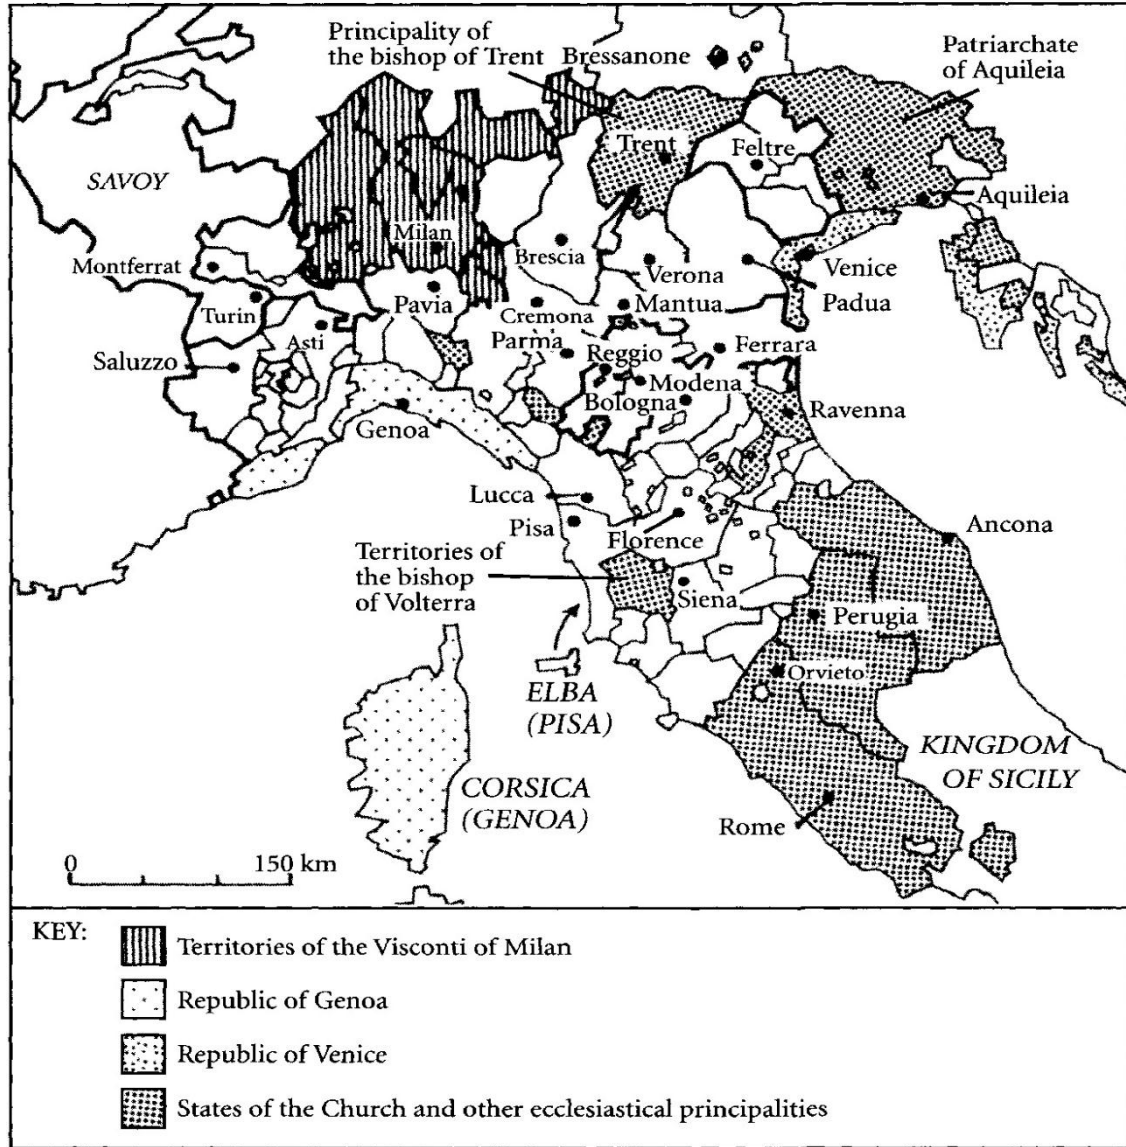 Principality of
the bishop of Trent
Bressanone
Patriarchate
of Aquileia
Trent
Feltre
SAVOY
Aquileia
Milan
Brescia
Montferrat
Verona
Venice
Pavia
Mantua
Padua
Turin
Cremona
Asti
Parma
Ferrara
Saluzzo
Reggio
Modena
Bologna
Ravenna
Genoa
Lucca
Pisa
Florence
Ancona
Territories of
the bishop
of Volterra
Siena
Perugia
Orvieto
ELBA
(PISA)
KINGDOM
OF SICILY
CORSICA
(GENOA)
Rome
0 150 km
KEY:
Territories of the Visconti of Milan
Republic of Genoa
Republic of Venice
States of the Church and other ecclesiastical principalities